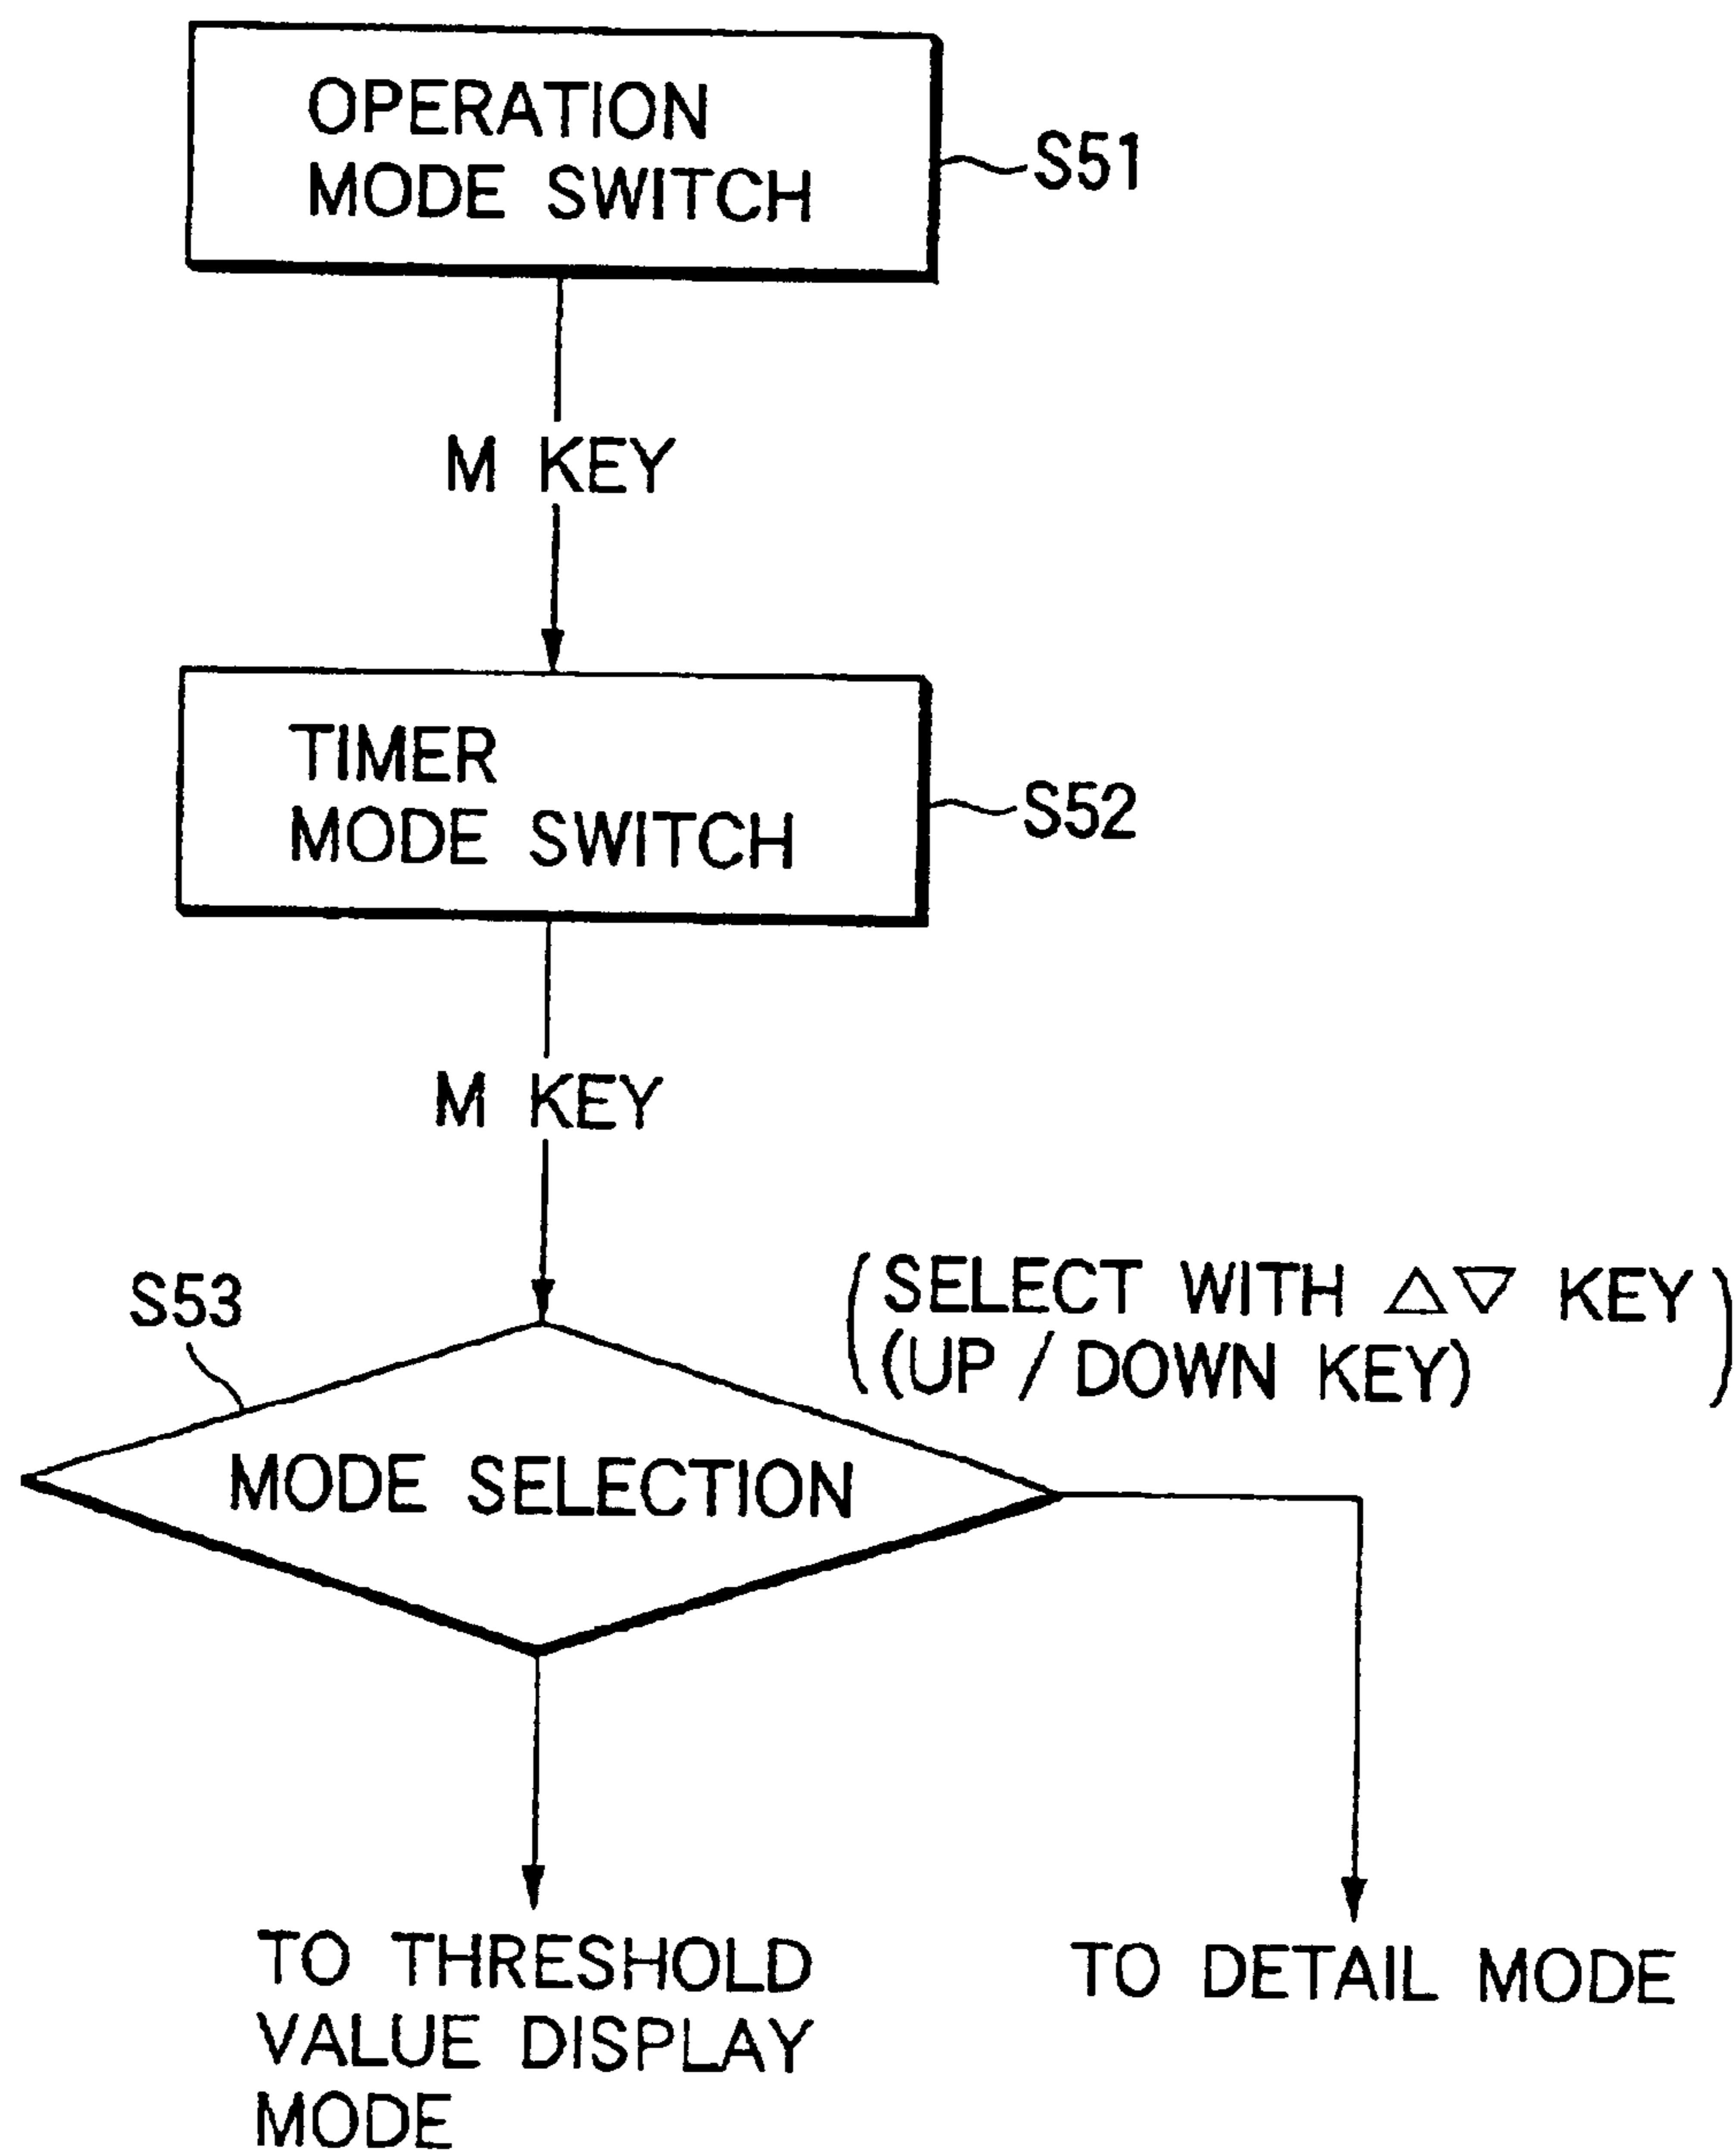 OPERATION
MODE SWITCH
S51
M KEY
TIMER
MODE SWITCH
S52
M KEY
S53
(SELECT WITH △▽ KEY
(UP / DOWN KEY))
MODE SELECTION
TO THRESHOLD
VALUE DISPLAY
MODE
TO DETAIL MODE